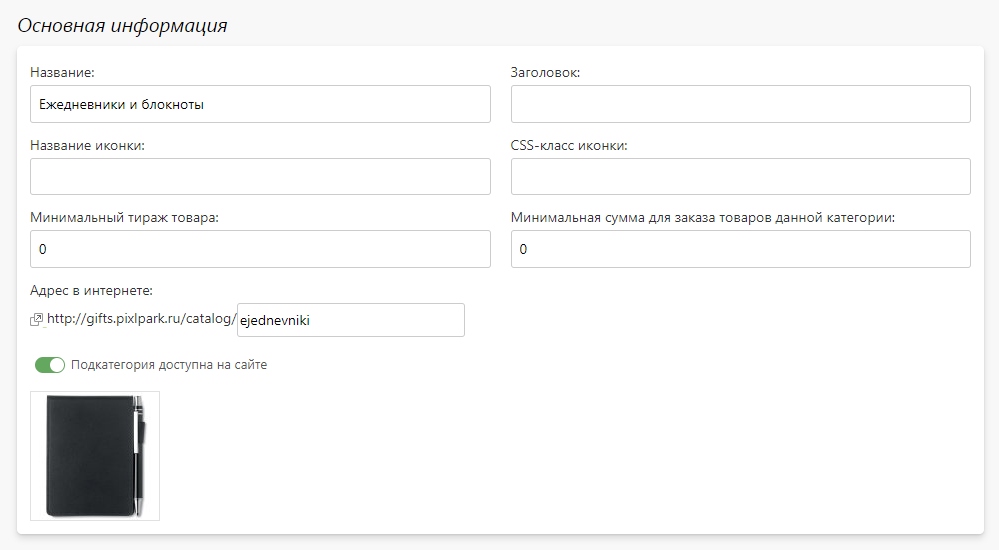 Основная информация
Название:
Заголовок:
Ежедневники и блокноты
Название иконки:
CSS-класс иконки:
Минимальный тираж товара:
Минимальная сумма для заказа товаров данной категории:
0
0
Адрес в интернете:
http://gifts.pixlpark.ru/catalog/ ejednevniki
Подкатегория доступна на сайте